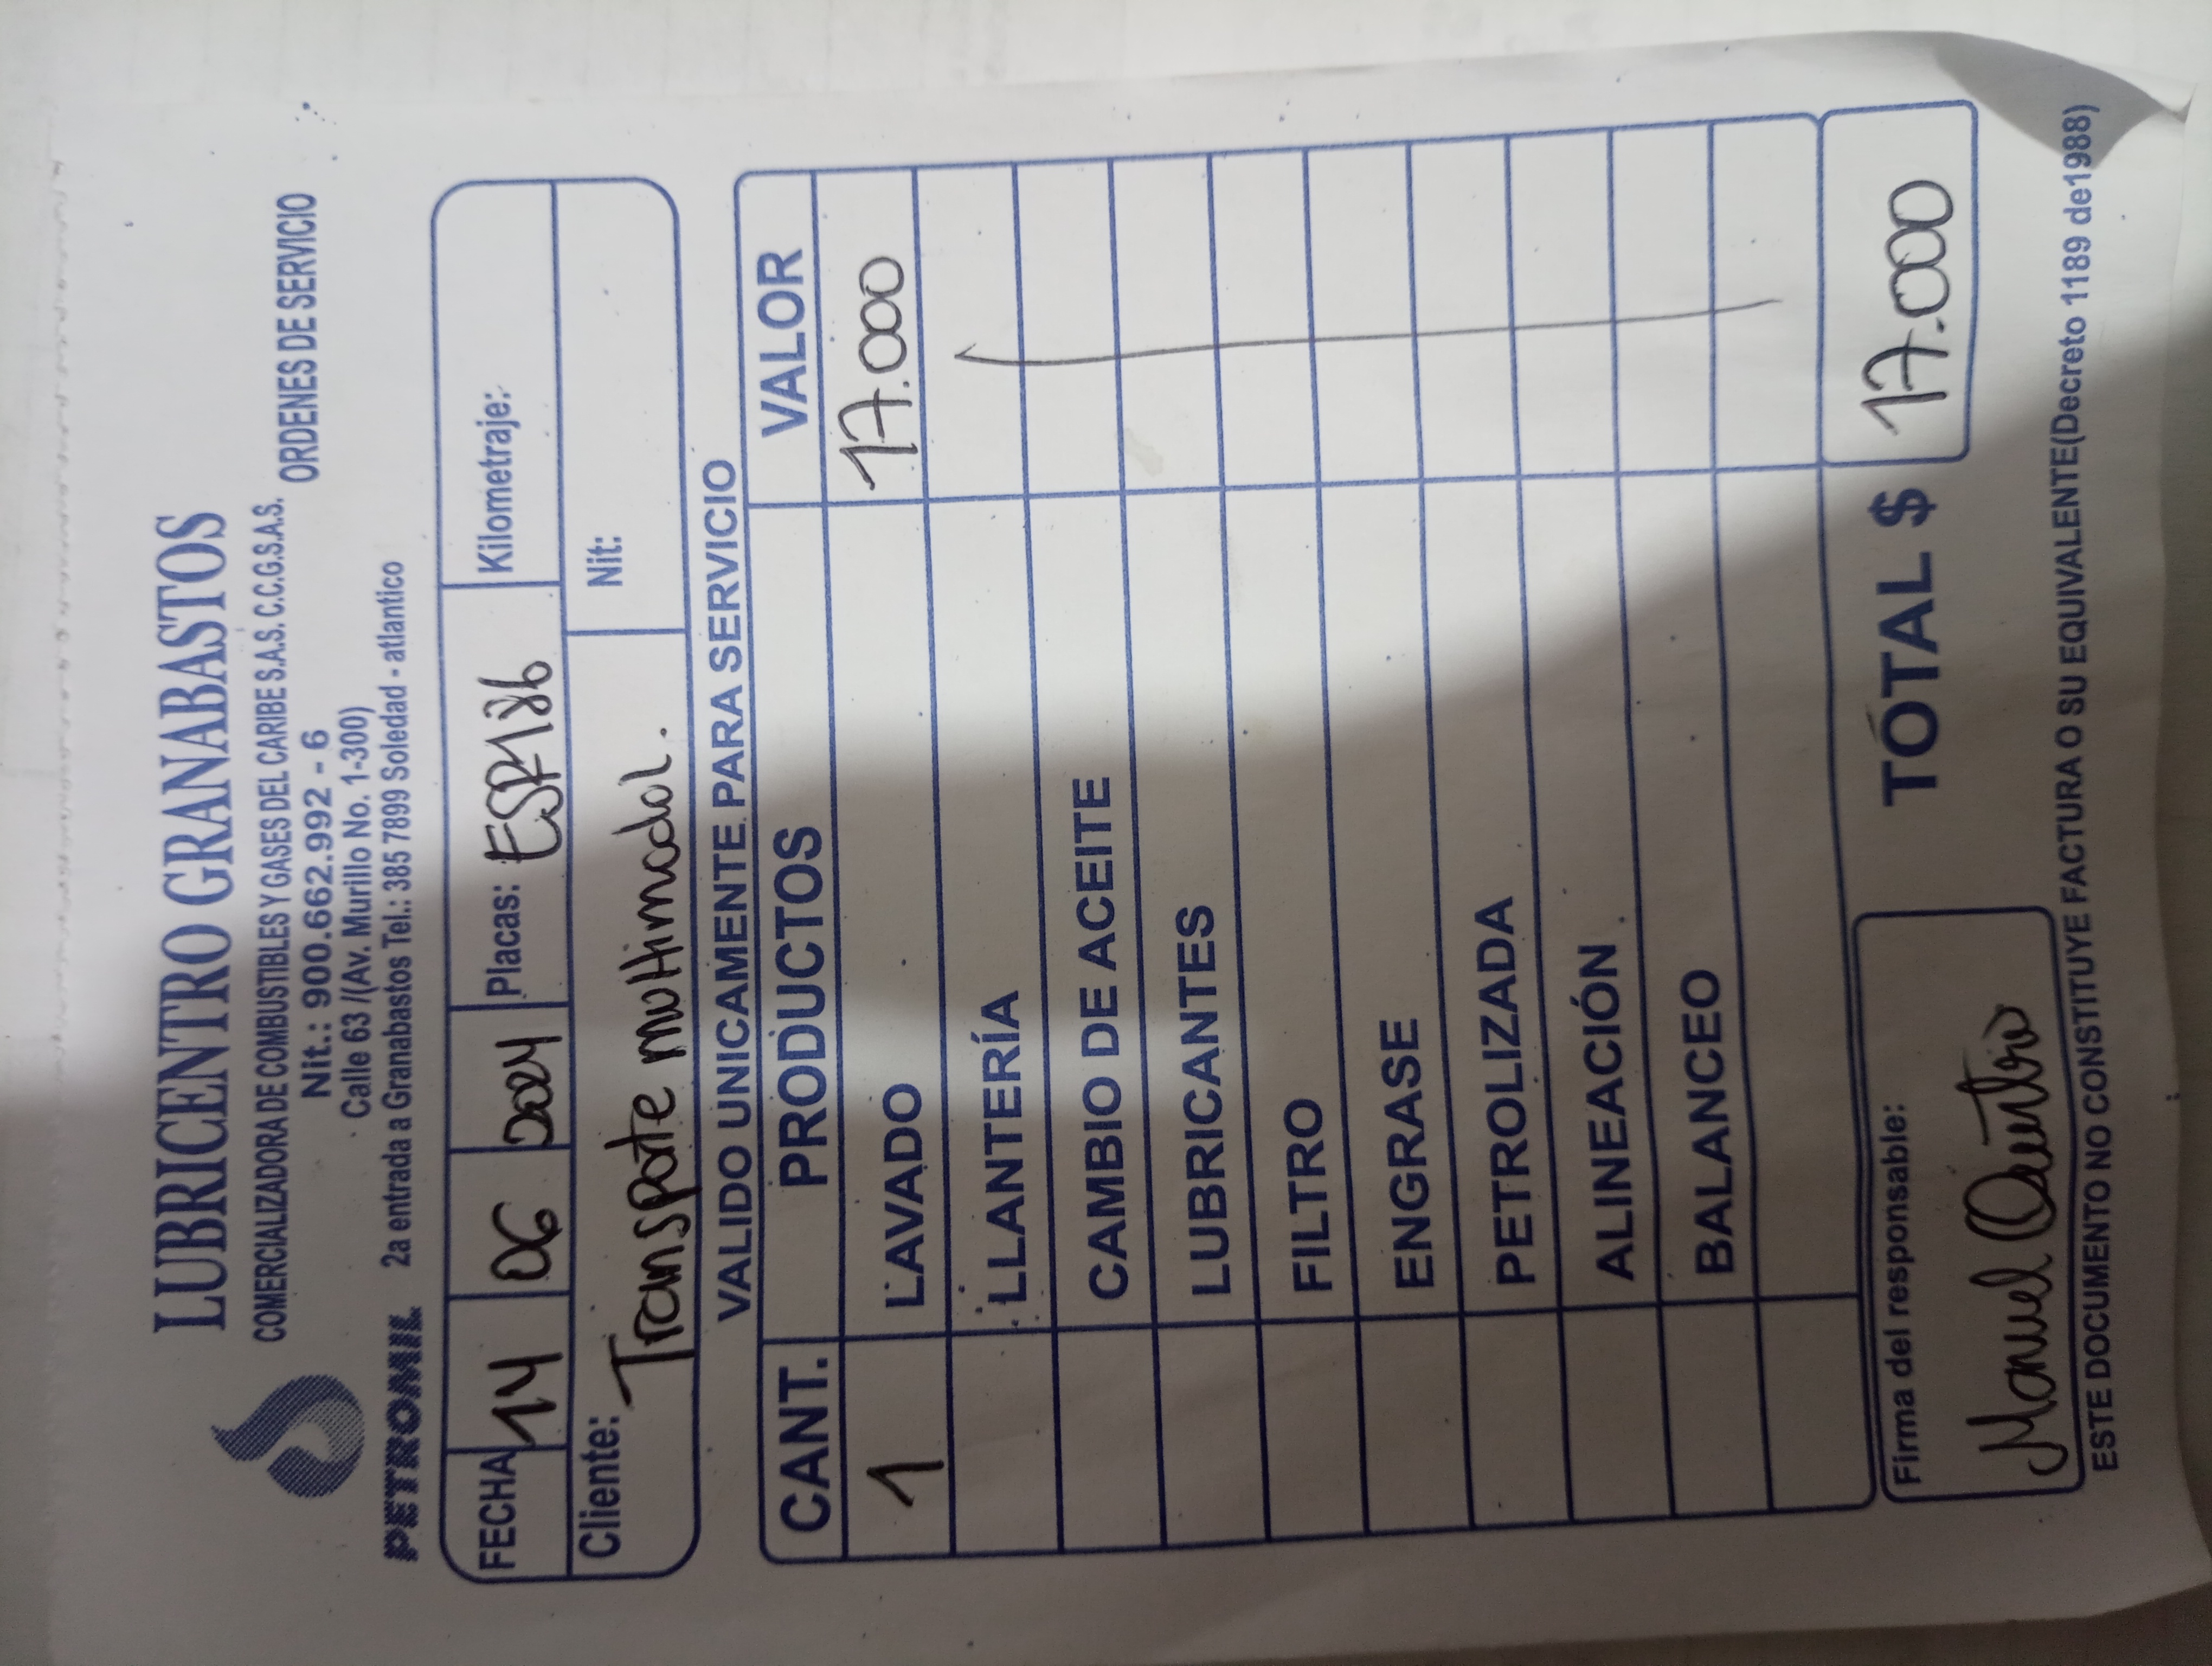 LUBRICENTRO GRANABASTOS
COMERCIALIZADORA DE COMBUSTIBLES Y GASES DEL CARIBE S.A.S. C.C.G.S.A.S.
Nit.: 900.662.992 - 6 ORDENES DE SERVICIO
Calle 63 /(Av. Murillo No. 1-300)
PETROMIL 2a entrada a Granabastos Tel.: 385 7899 Soledad - atlantico
FECHA 14 06 2024 Placas: ESR186 Kilometraje:
Cliente: Transpote multimodal. Nit:
VALIDO UNICAMENTE PARA SERVICIO
CANT. PRODUCTOS VALOR
1 LAVADO 17.000
LLANTERÍA
CAMBIO DE ACEITE
LUBRICANTES
FILTRO
ENGRASE
PETROLIZADA
ALINEACIÓN
BALANCEO
Firma del responsable: TOTAL $ 17.000
Manuel
ESTE DOCUMENTO NO CONSTITUYE FACTURA O SU EQUIVALENTE(Decreto 1189 de1988)